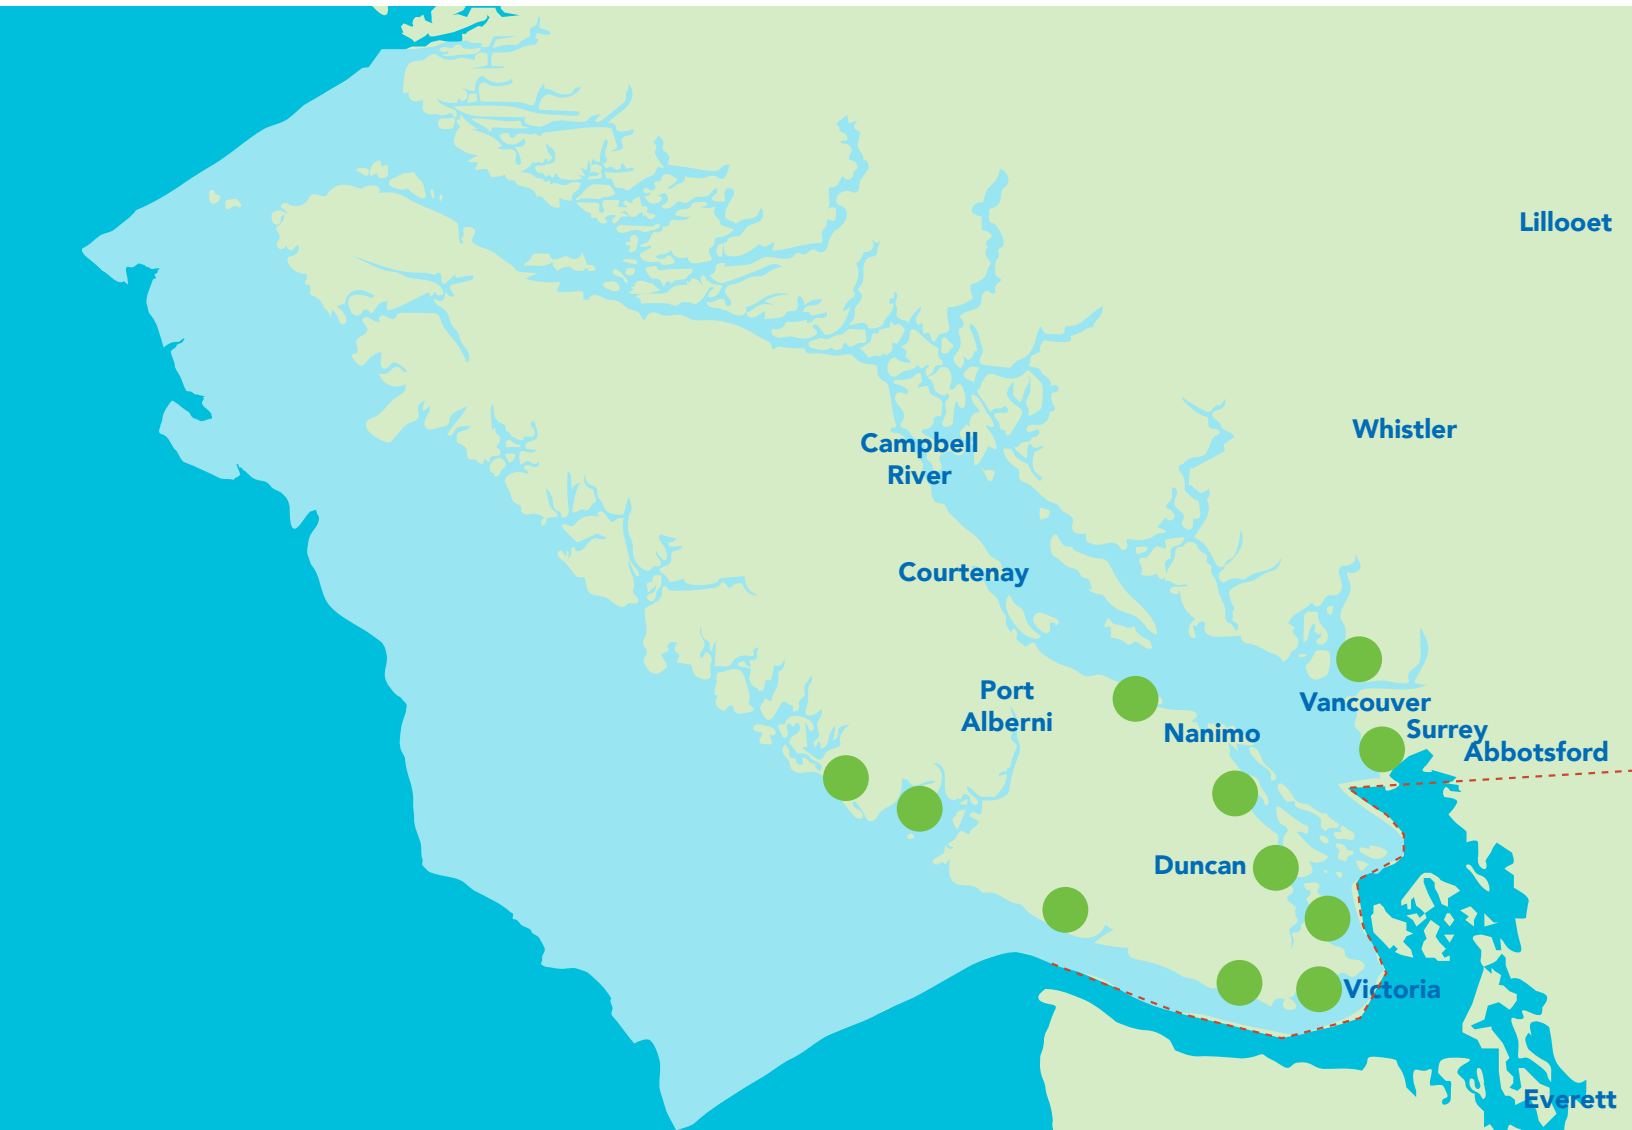 Lillooet
Whistler
Campbell
River
Courtenay
Port
Alberni
Vancouver
Nanimo
Surrey
Abbotsford
Duncan
Victoria
Everett